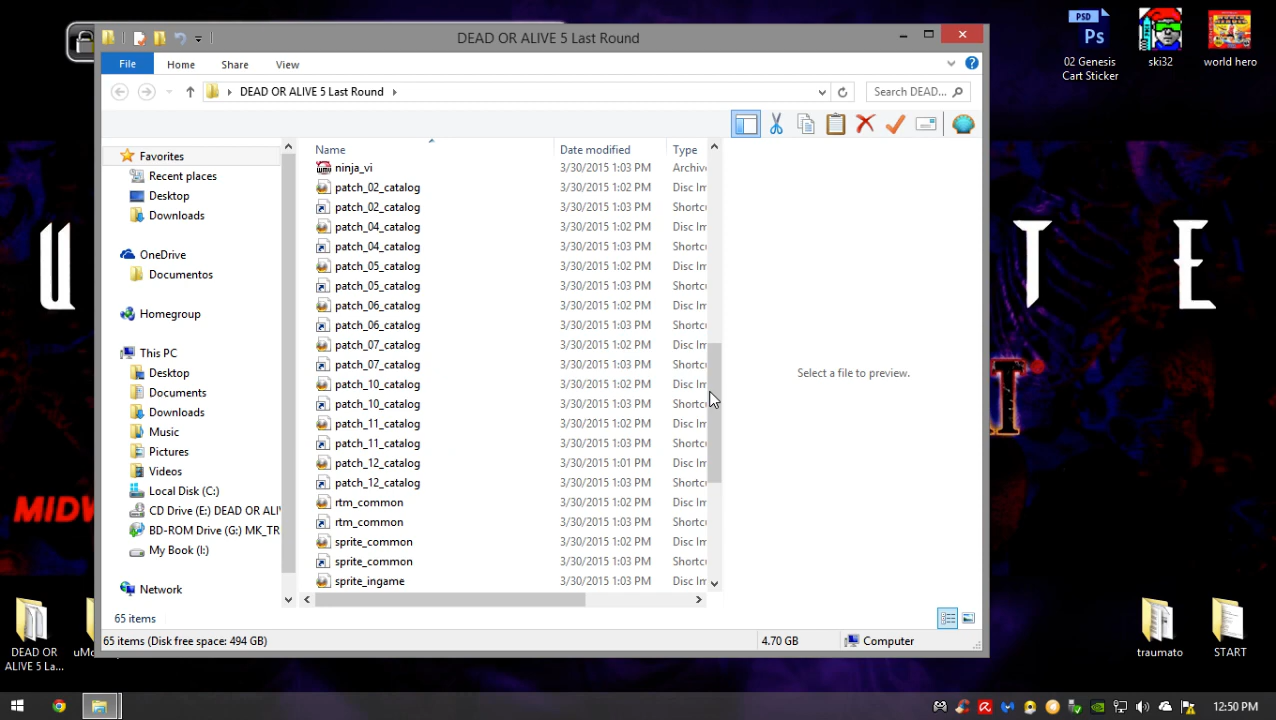 DEAD OR ALIVE 5 Last Round
File Home Share View
DEAD OR ALIVE 5 Last Round
Search DEAD...
Name Date modified Type
Favorites
Recent places
Desktop
Downloads
OneDrive
Documentos
Homegroup
This PC
Desktop
Documents
Downloads
Music
Pictures
Videos
Local Disk (C:)
CD Drive (E:) DEAD OR ALI
BD-ROM Drive (G:) MK_TR
My Book (I:)
Network
ninja_vi 3/30/2015 1:03 PM Archiv
patch_02_catalog 3/30/2015 1:02 PM Disc Im
patch_02_catalog 3/30/2015 1:03 PM Shortc
patch_04_catalog 3/30/2015 1:02 PM Disc Im
patch_04_catalog 3/30/2015 1:03 PM Shortc
patch_05_catalog 3/30/2015 1:02 PM Disc Im
patch_05_catalog 3/30/2015 1:03 PM Shortc
patch_06_catalog 3/30/2015 1:02 PM Disc Im
patch_06_catalog 3/30/2015 1:03 PM Shortc
patch_07_catalog 3/30/2015 1:02 PM Disc Im
patch_07_catalog 3/30/2015 1:03 PM Shortc
patch_10_catalog 3/30/2015 1:02 PM Disc Im
patch_10_catalog 3/30/2015 1:03 PM Shortc
patch_11_catalog 3/30/2015 1:02 PM Disc Im
patch_11_catalog 3/30/2015 1:03 PM Shortc
patch_12_catalog 3/30/2015 1:01 PM Disc Im
patch_12_catalog 3/30/2015 1:03 PM Shortc
rtm_common 3/30/2015 1:02 PM Disc Im
rtm_common 3/30/2015 1:03 PM Shortc
sprite_common 3/30/2015 1:02 PM Disc Im
sprite_common 3/30/2015 1:03 PM Shortc
sprite_ingame 3/30/2015 1:03 PM Disc Im
Select a file to preview.
65 items
65 items (Disk free space: 494 GB) 4.70 GB Computer
PSD
Ps
02 Genesis
Cart Sticker
ski32
world hero
U T E
MIDW
DEAD OR
ALIVE 5 La...
traumato
START
12:50 PM